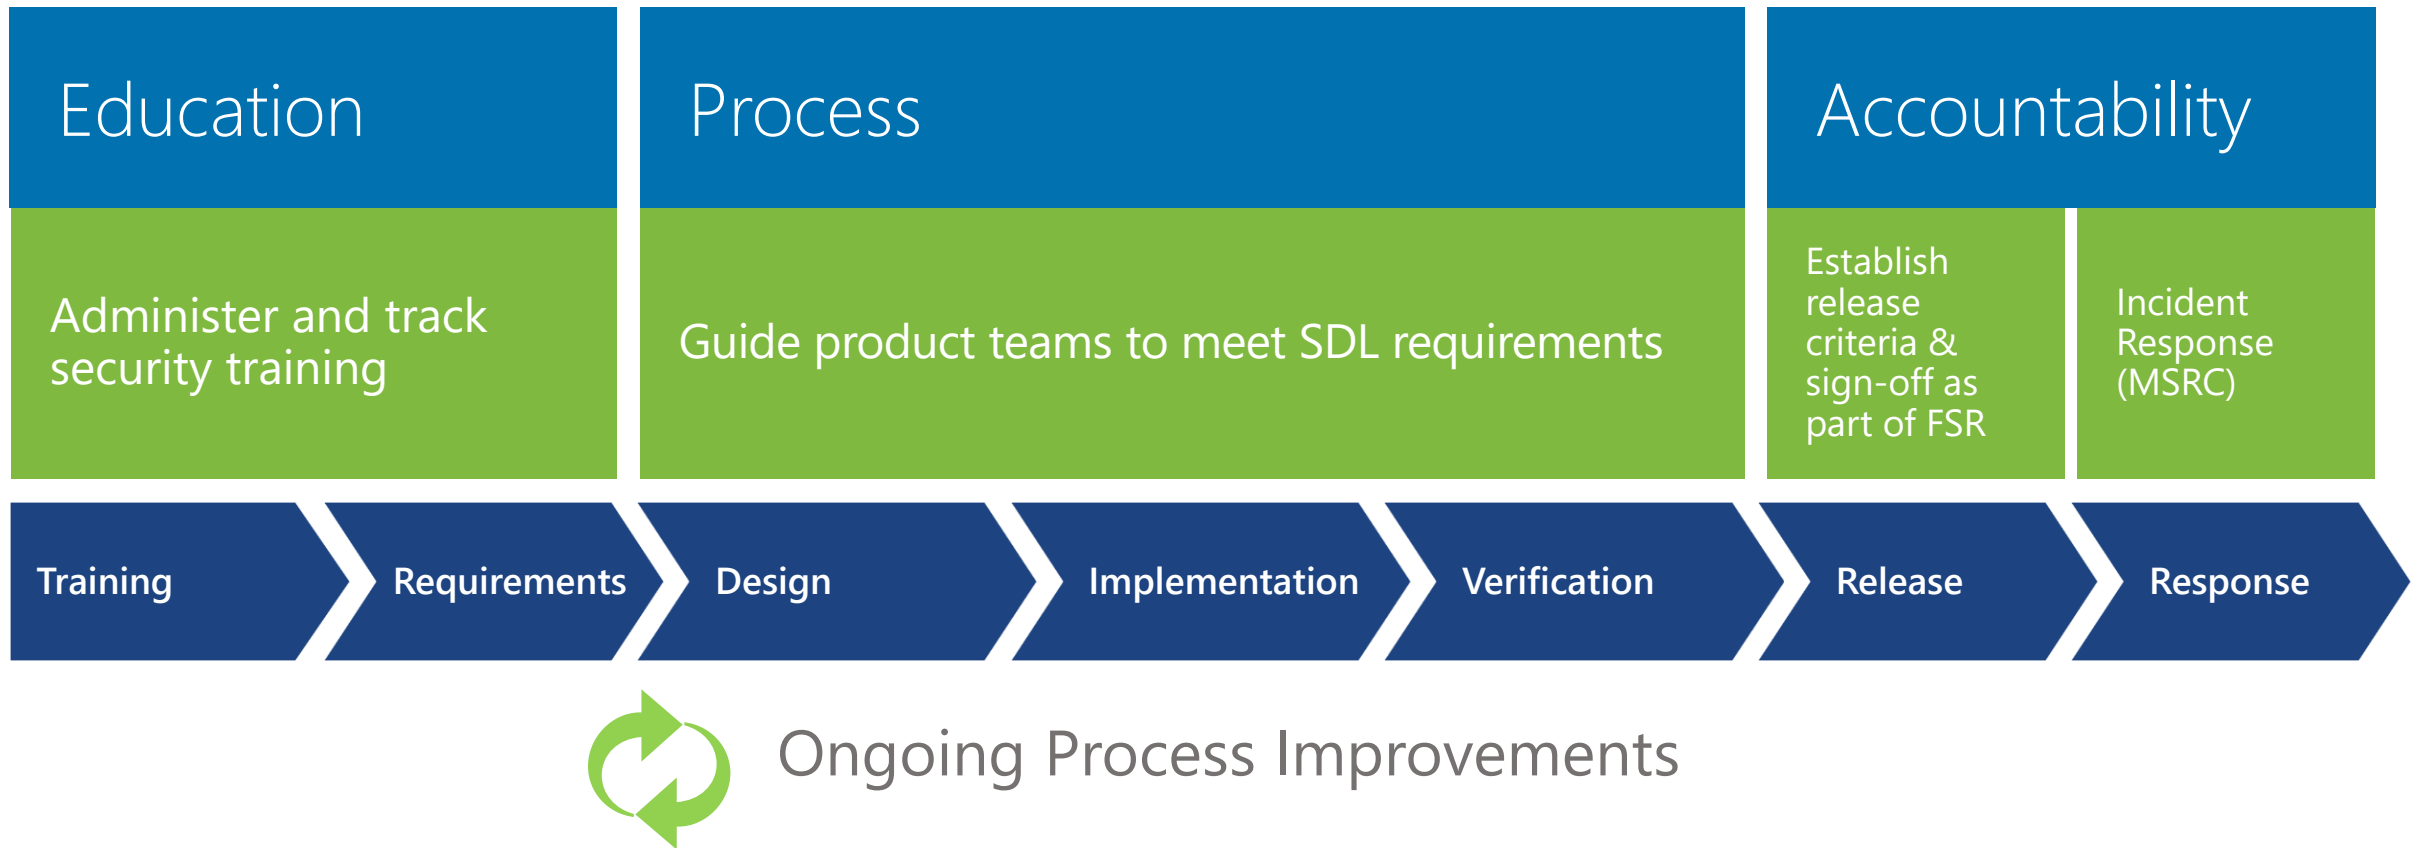 Education
Process
Accountability
Administer and track
security training
Guide product teams to meet SDL requirements
Establish
release
criteria &
sign-off as
part of FSR
Incident
Response
(MSRC)
Training
Requirements
Design
Implementation
Verification
Release
Response
Ongoing Process Improvements